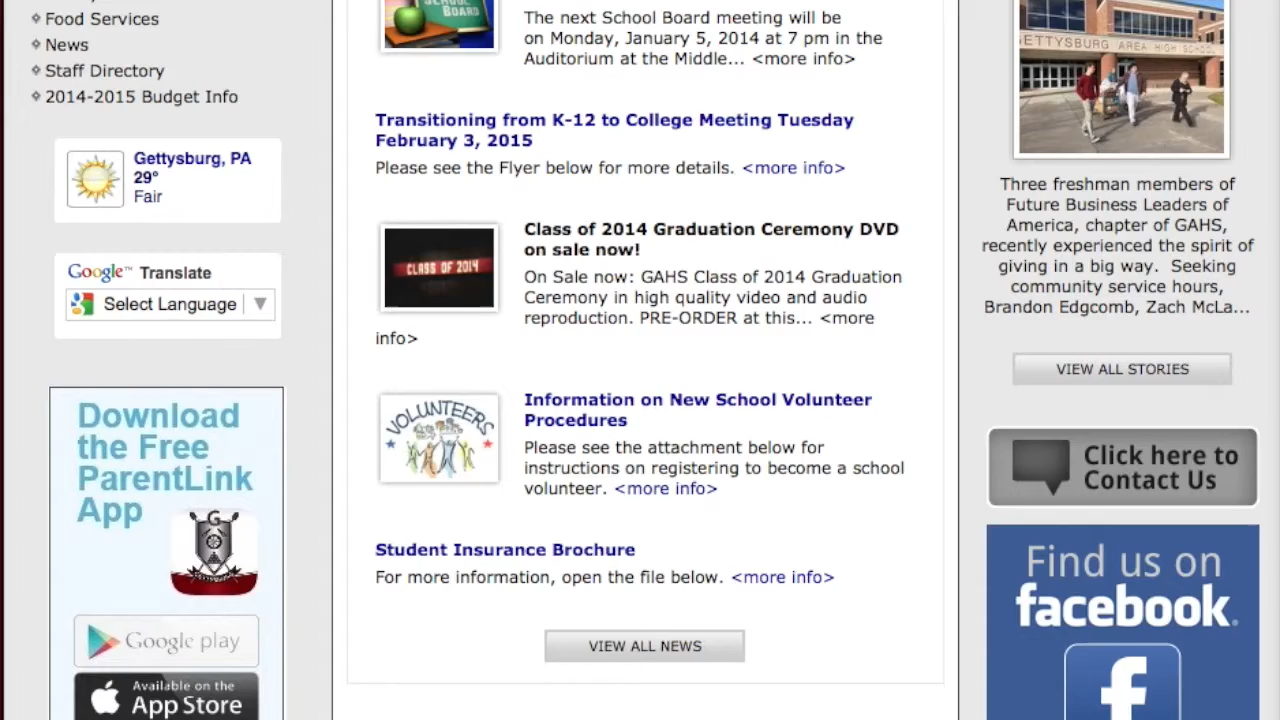 Food Services
News
Staff Directory
2014-2015 Budget Info
Gettysburg, PA
29°
Fair
Google™ Translate
Select Language
Download
the Free
ParentLink
App
G
Google play
Available on the
App Store
SCHOOL
BOARD
The next School Board meeting will be
on Monday, January 5, 2014 at 7 pm in the
Auditorium at the Middle... <more info>
Transitioning from K-12 to College Meeting Tuesday
February 3, 2015
Please see the Flyer below for more details. <more info>
CLASS OF 2014
Class of 2014 Graduation Ceremony DVD
on sale now!
On Sale now: GAHS Class of 2014 Graduation
Ceremony in high quality video and audio
reproduction. PRE-ORDER at this... <more
info>
VOLUNTEERS
Information on New School Volunteer
Procedures
Please see the attachment below for
instructions on registering to become a school
volunteer. <more info>
Student Insurance Brochure
For more information, open the file below. <more info>
VIEW ALL NEWS
ETTYSBURG AREA HIGH SCHOOL
Three freshman members of
Future Business Leaders of
America, chapter of GAHS,
recently experienced the spirit of
giving in a big way. Seeking
community service hours,
Brandon Edgcomb, Zach McLa...
VIEW ALL STORIES
Click here to
Contact Us
Find us on
facebook.
f